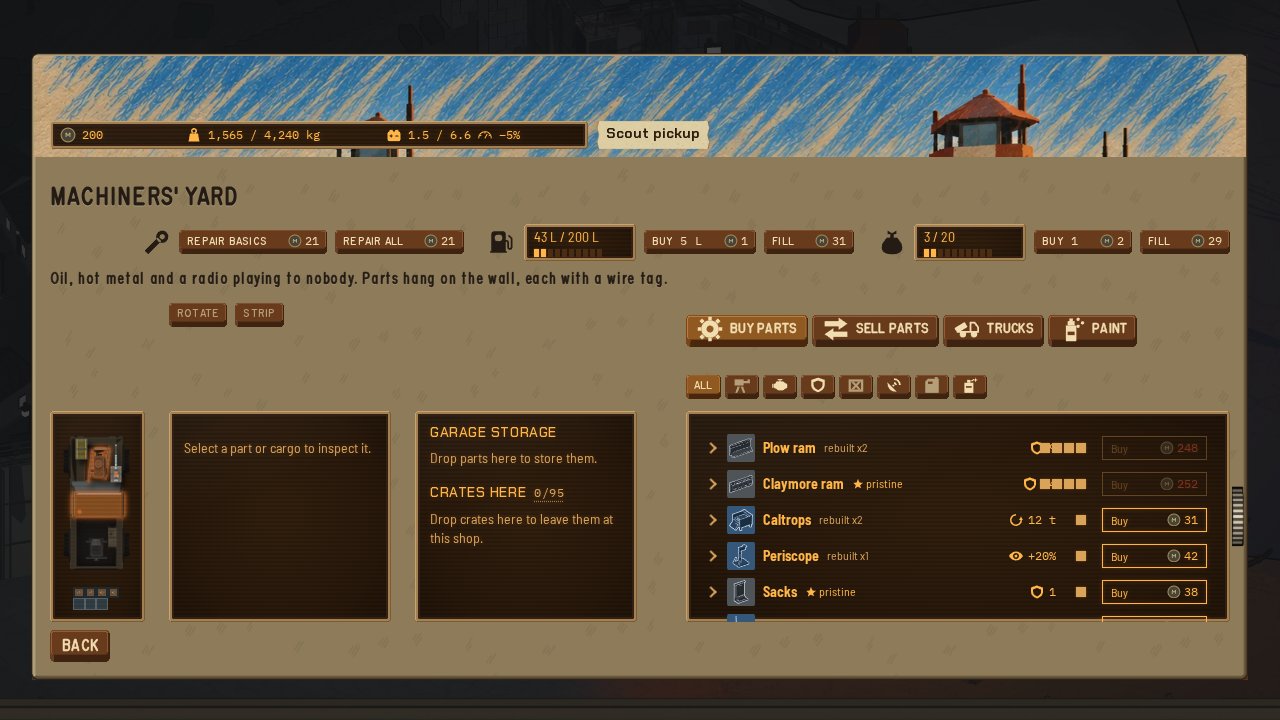 200 1,565 / 4,240 kg 1.5 / 6.6 -5% Scout pickup
MACHINERS' YARD
REPAIR BASICS 21 REPAIR ALL 21 43 L / 200 L BUY 5 L 1 FILL 31 3 / 20 BUY 1 2 FILL 29
Oil, hot metal and a radio playing to nobody. Parts hang on the wall, each with a wire tag.
ROTATE STRIP
BUY PARTS SELL PARTS TRUCKS PAINT
ALL
Select a part or cargo to inspect it.
GARAGE STORAGE
Drop parts here to store them.
CRATES HERE 0/95
Drop crates here to leave them at
this shop.
Plow ram rebuilt x2 Buy 248
Claymore ram pristine Buy 252
Caltrops rebuilt x2 12 t Buy 31
Periscope rebuilt x1 +20% Buy 42
Sacks pristine 1 Buy 38
BACK